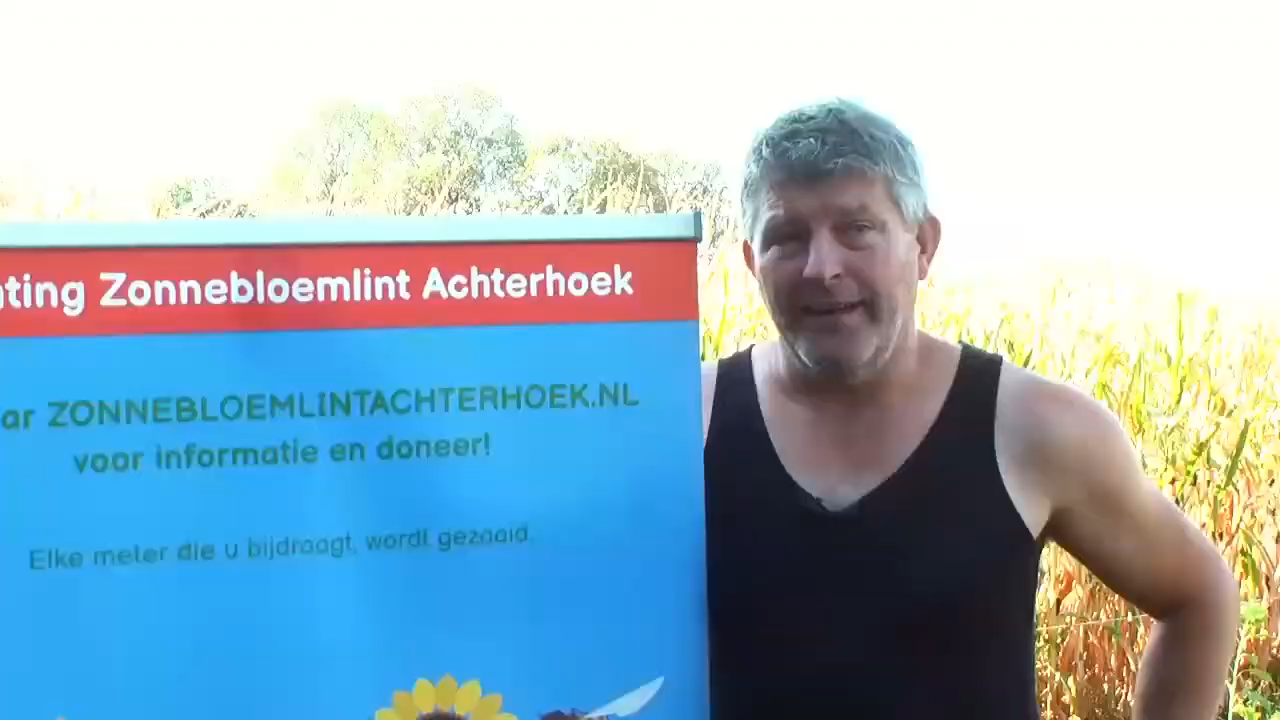 ting Zonnebloemlint Achterhoek
ar ZONNEBLOEMLINTACHTERHOEK.NL
voor informatie en doneer!
Elke meter die u bijdraagt, wordt gezaaid.